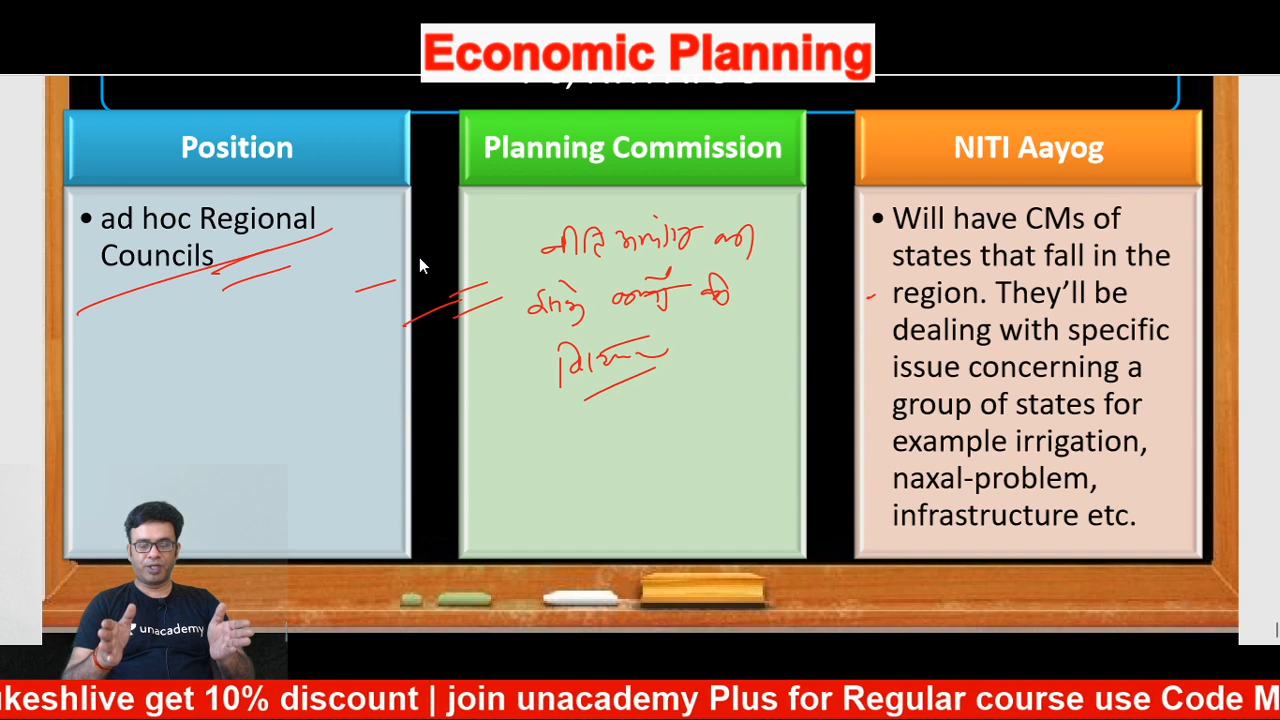 Economic Planning
Position
Planning Commission
NITI Aayog
• ad hoc Regional
Councils
नीति आयोग की
• Will have CMs of
states that fall in the
region. They’ll be
dealing with specific
issue concerning a
group of states for
example irrigation,
naxal-problem,
infrastructure etc.
unacademy
ukeshlive get 10% discount | join unacademy Plus for Regular course use Code M